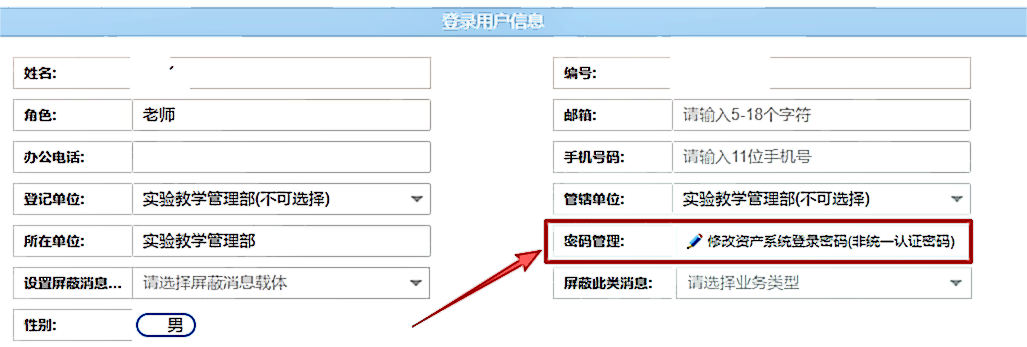 登录用户信息
姓名:
编号:
角色: 老师
邮箱: 请输入5-18个字符
办公电话:
手机号码: 请输入11位手机号
登记单位: 实验教学管理部(不可选择)
管辖单位: 实验教学管理部(不可选择)
所在单位: 实验教学管理部
密码管理: 修改资产系统登录密码(非统一认证密码)
设置屏蔽消息... 请选择屏蔽消息载体
屏蔽此类消息: 请选择业务类型
性别: 男